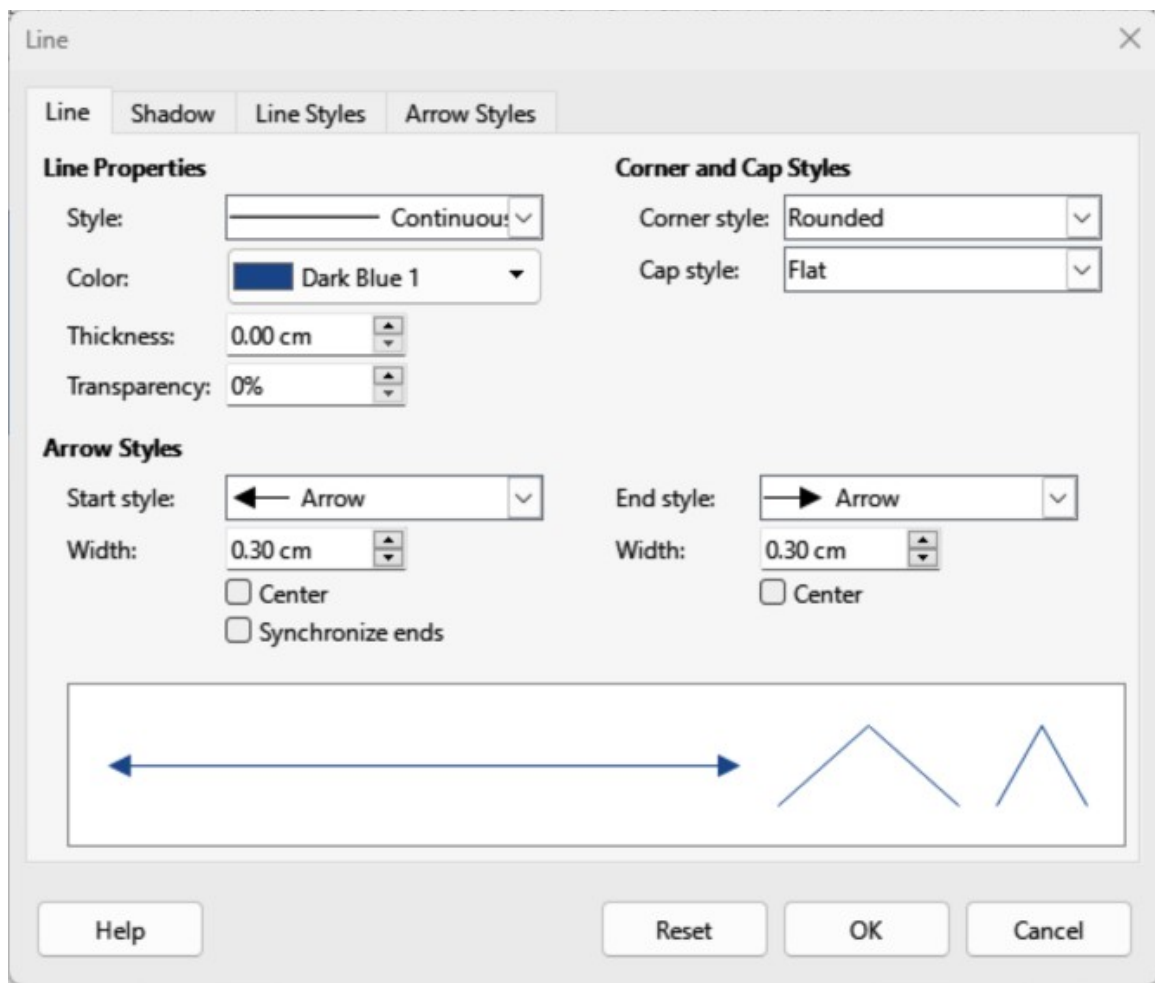 Line
Line Shadow Line Styles Arrow Styles
Line Properties
Style: Continuous
Color: Dark Blue 1
Thickness: 0.00 cm
Transparency: 0%
Corner and Cap Styles
Corner style: Rounded
Cap style: Flat
Arrow Styles
Start style: Arrow
Width: 0.30 cm
Center
Synchronize ends
End style: Arrow
Width: 0.30 cm
Center
Help Reset OK Cancel